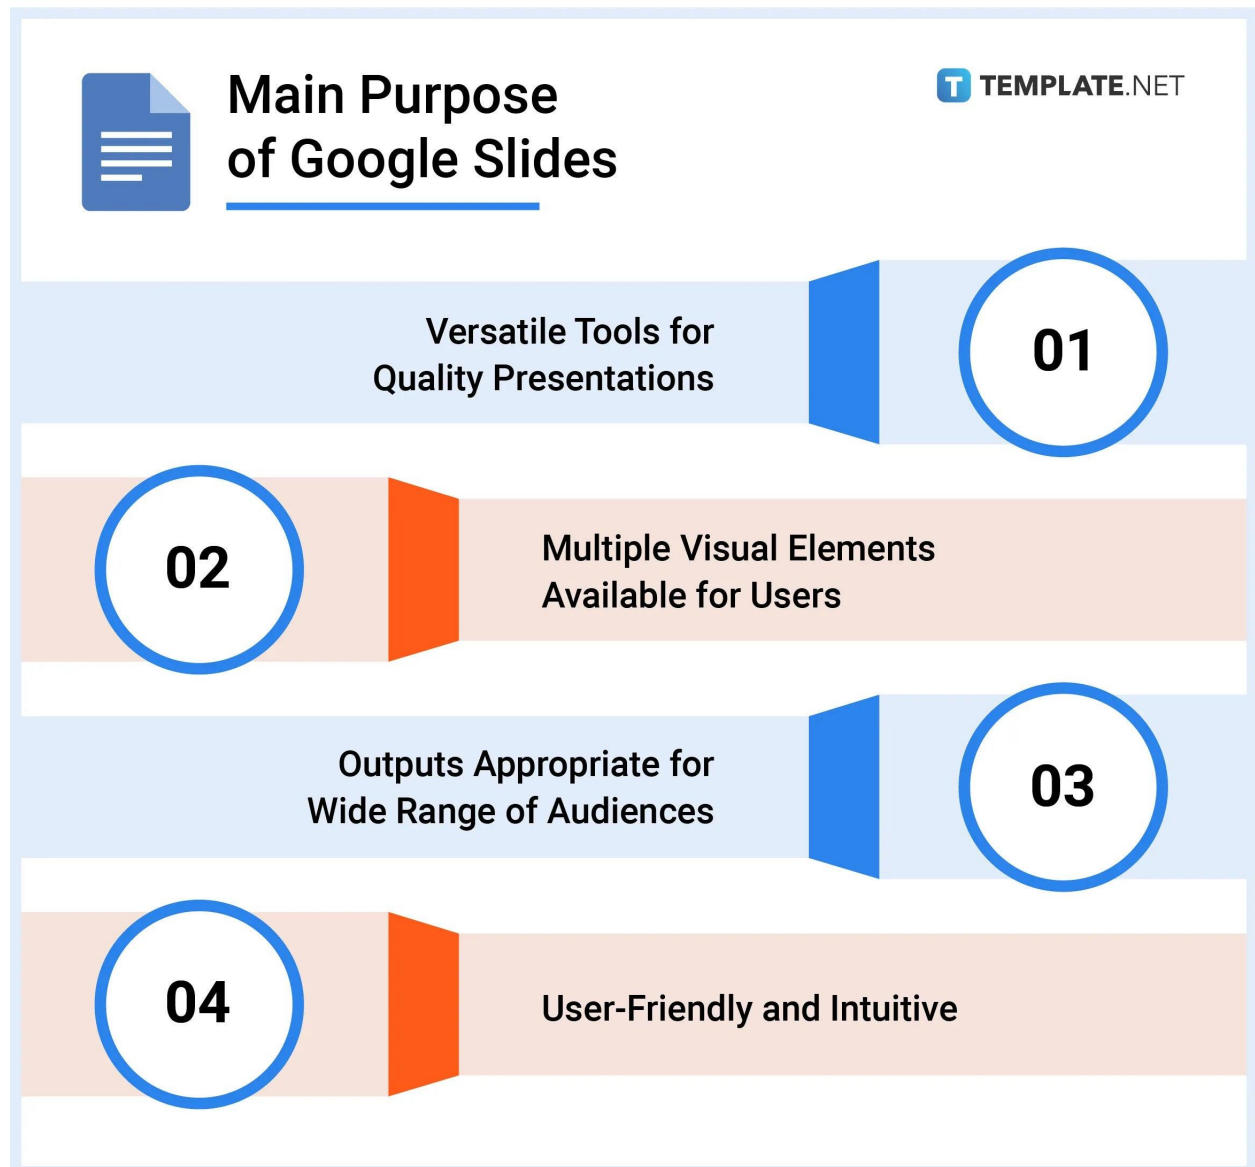 Main Purpose
of Google Slides
T TEMPLATE.NET
Versatile Tools for
Quality Presentations
01
02
Multiple Visual Elements
Available for Users
Outputs Appropriate for
Wide Range of Audiences
03
04
User-Friendly and Intuitive